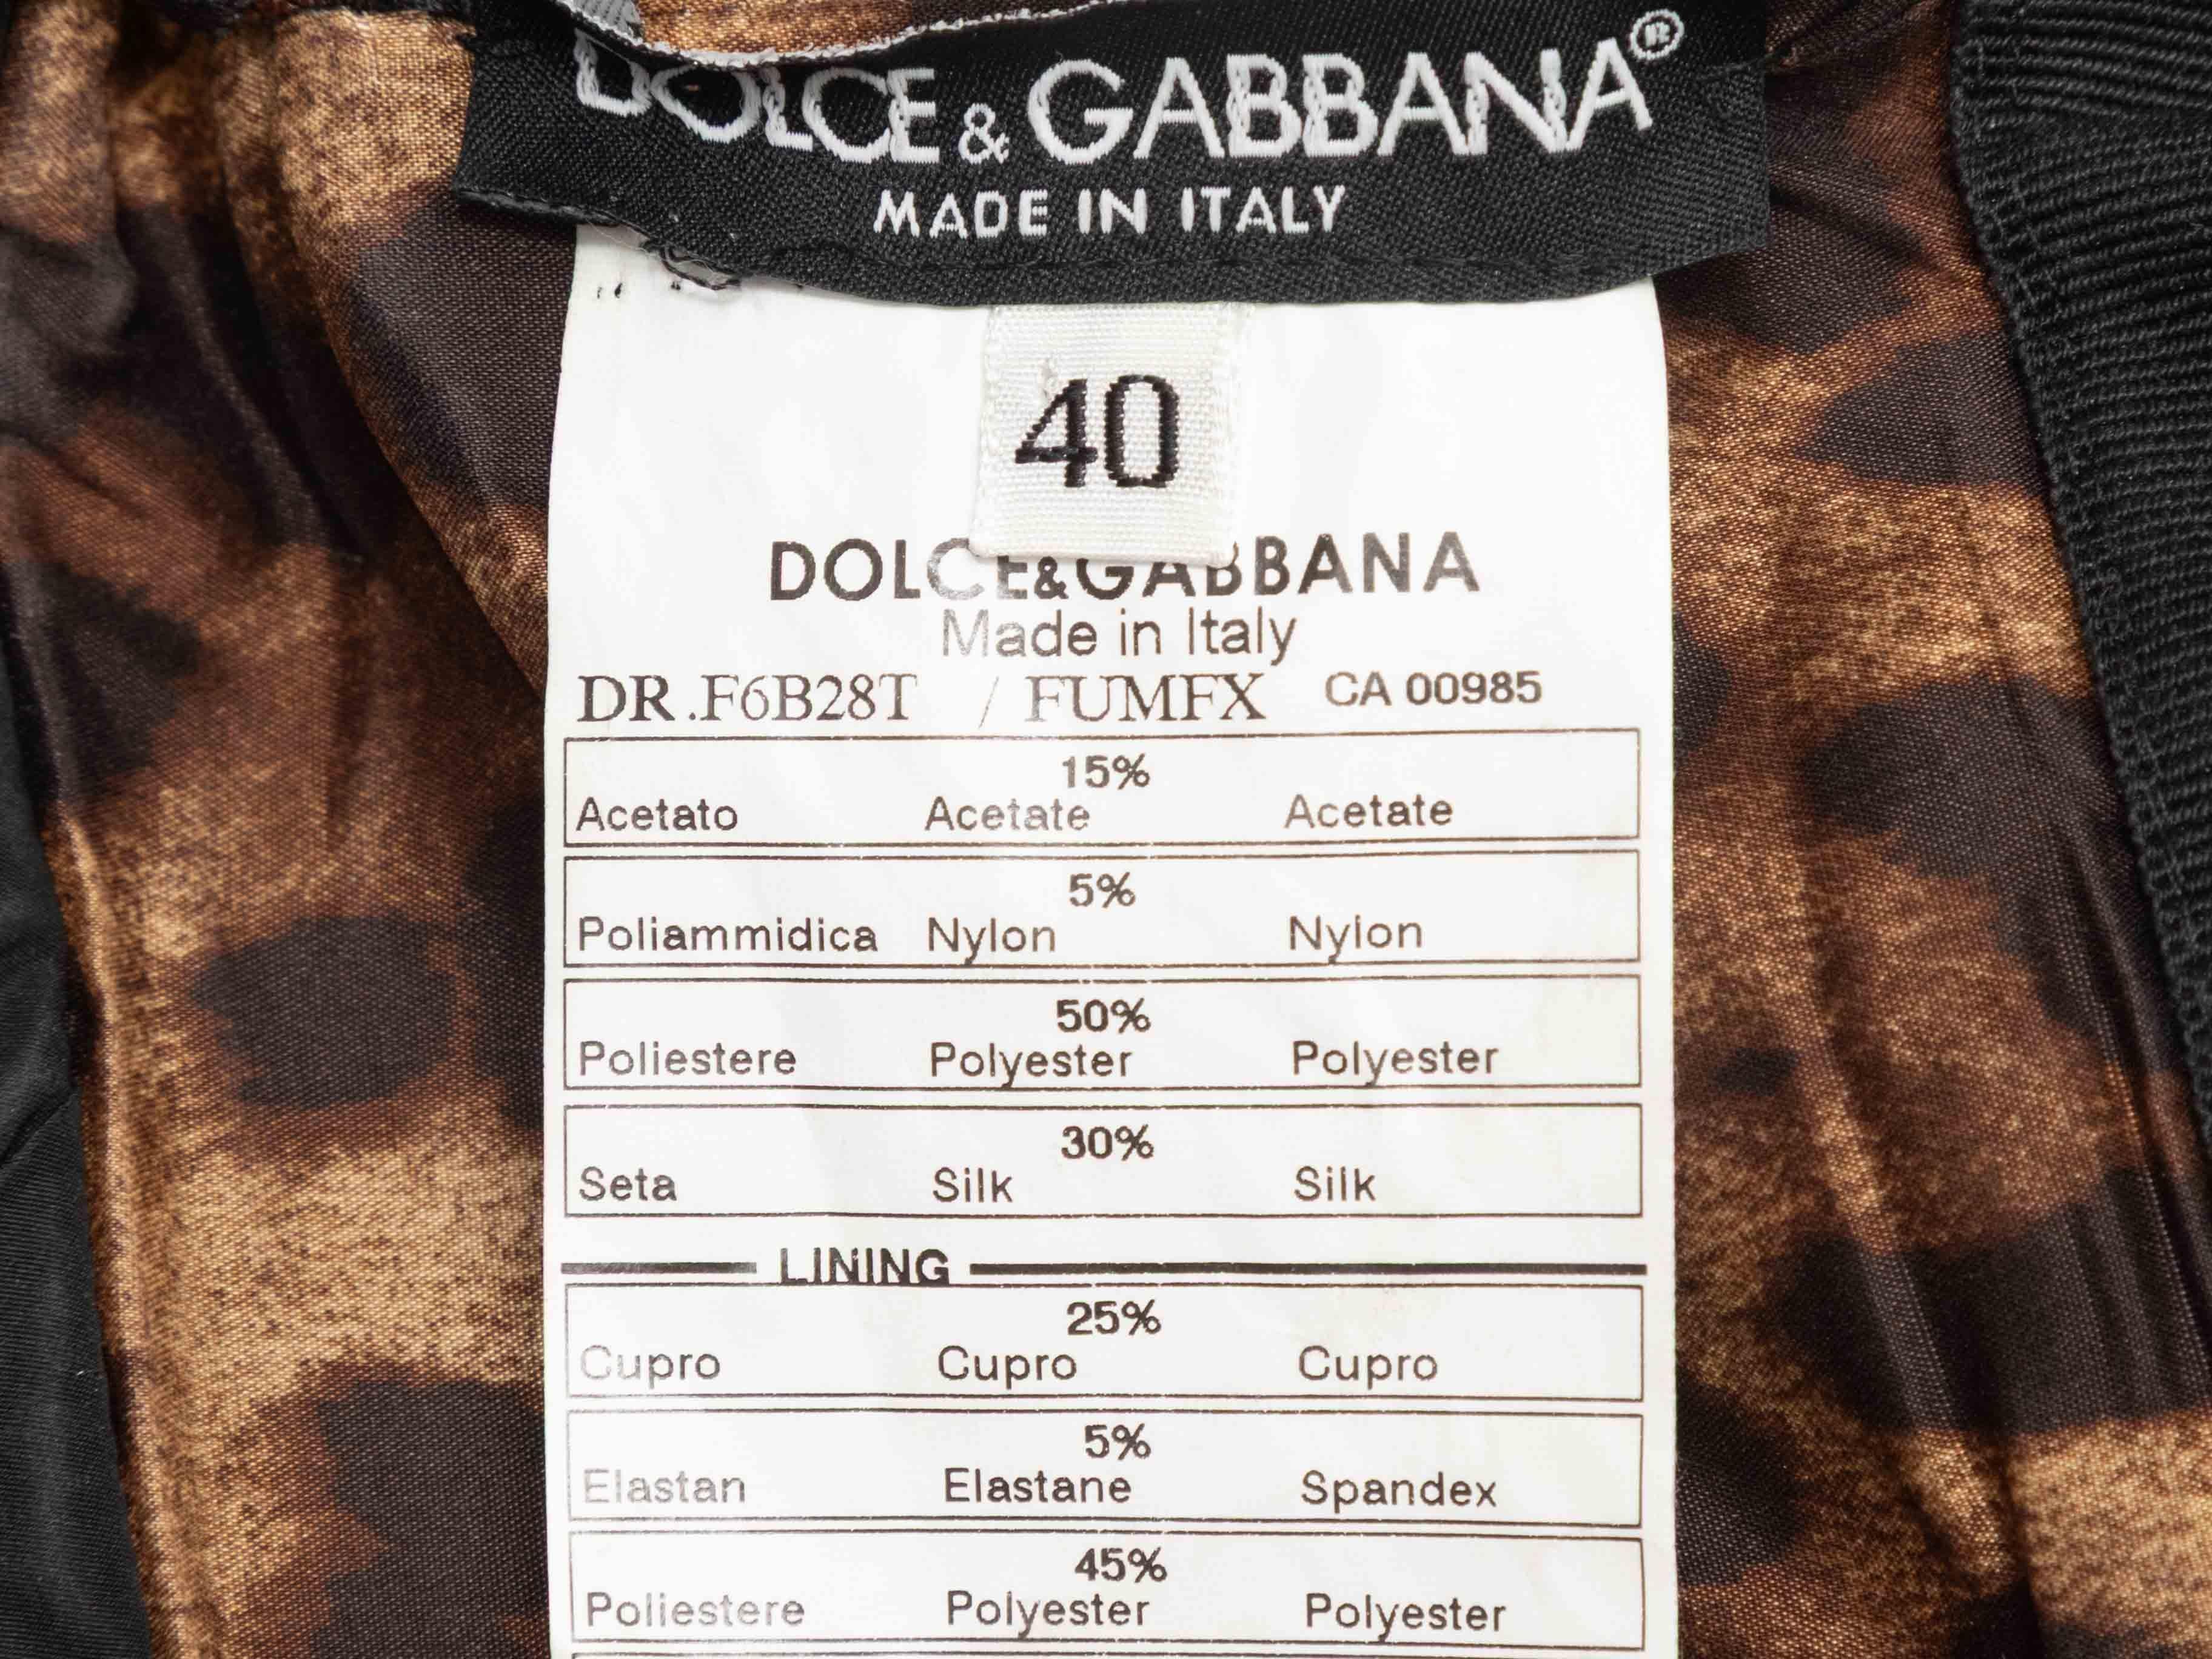 DOLCE & GABBANA®
MADE IN ITALY
40
DOLCE&GABBANA
Made in Italy
DR.F6B28T / FUMFX CA 00985
15%
Acetato Acetate Acetate
5%
Poliammidica Nylon Nylon
50%
Poliestere Polyester Polyester
30%
Seta Silk Silk
LINING
25%
Cupro Cupro Cupro
5%
Elastan Elastane Spandex
45%
Poliestere Polyester Polyester